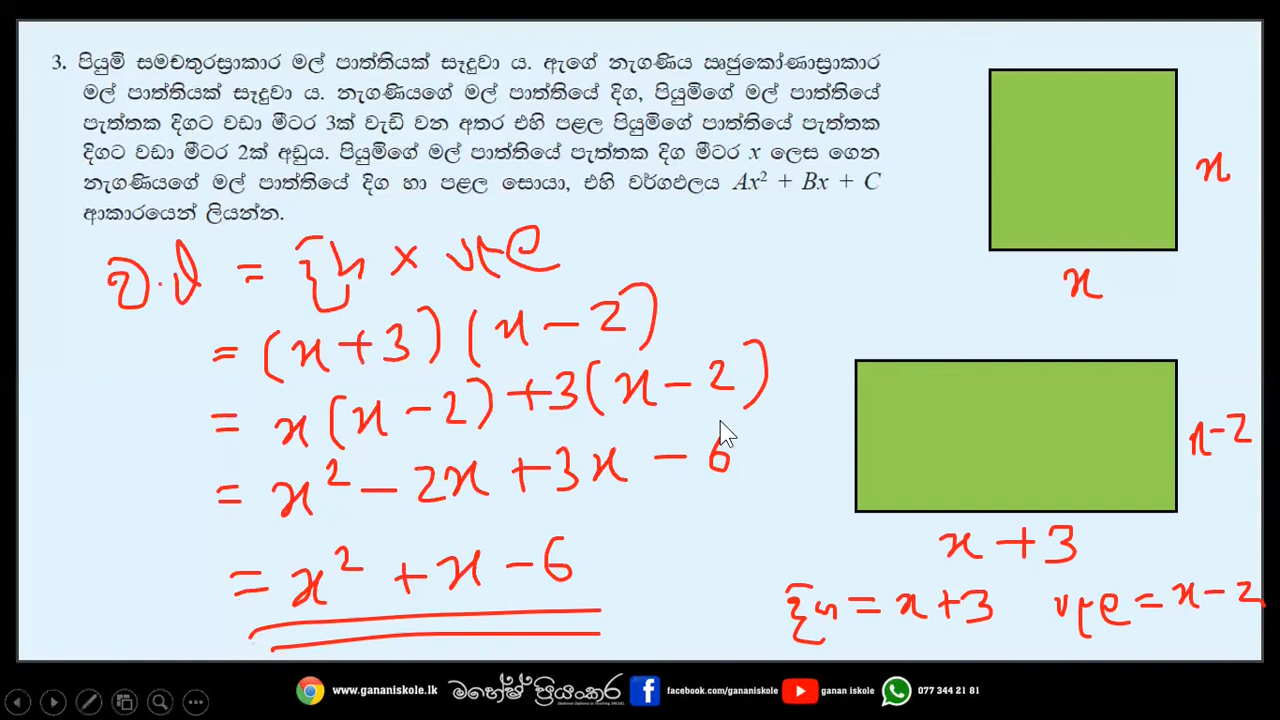 3. පියුමි සමචතුරස්‍රාකාර මල් පාත්තියක් සෑදුවා ය. ඇගේ නැගණිය සෘජුකෝණාස්‍රාකාර
මල් පාත්තියක් සෑදුවා ය. නැගණියගේ මල් පාත්තියේ දිග, පියුමිගේ මල් පාත්තියේ
පැත්තක දිගට වඩා මීටර 3ක් වැඩි වන අතර එහි පළල පියුමිගේ පාත්තියේ පැත්තක
දිගට වඩා මීටර 2ක් අඩුය. පියුමිගේ මල් පාත්තියේ පැත්තක දිග මීටර x ලෙස ගෙන
නැගණියගේ මල් පාත්තියේ දිග හා පළල සොයා, එහි වර්ගඵලය Ax² + Bx + C
ආකාරයෙන් ලියන්න.
ව.ඵ = දිග × පළල
= (x + 3) (x − 2)
= x (x − 2) + 3 (x − 2)
= x² − 2x + 3x − 6
= x² + x − 6
x
x
x−2
x + 3
දිග = x + 3 පළල = x − 2
www.gananiskole.lk
මහේෂ් ප්‍රියංකර
facebook.com/gananiskole
ganan iskole
077 344 21 81